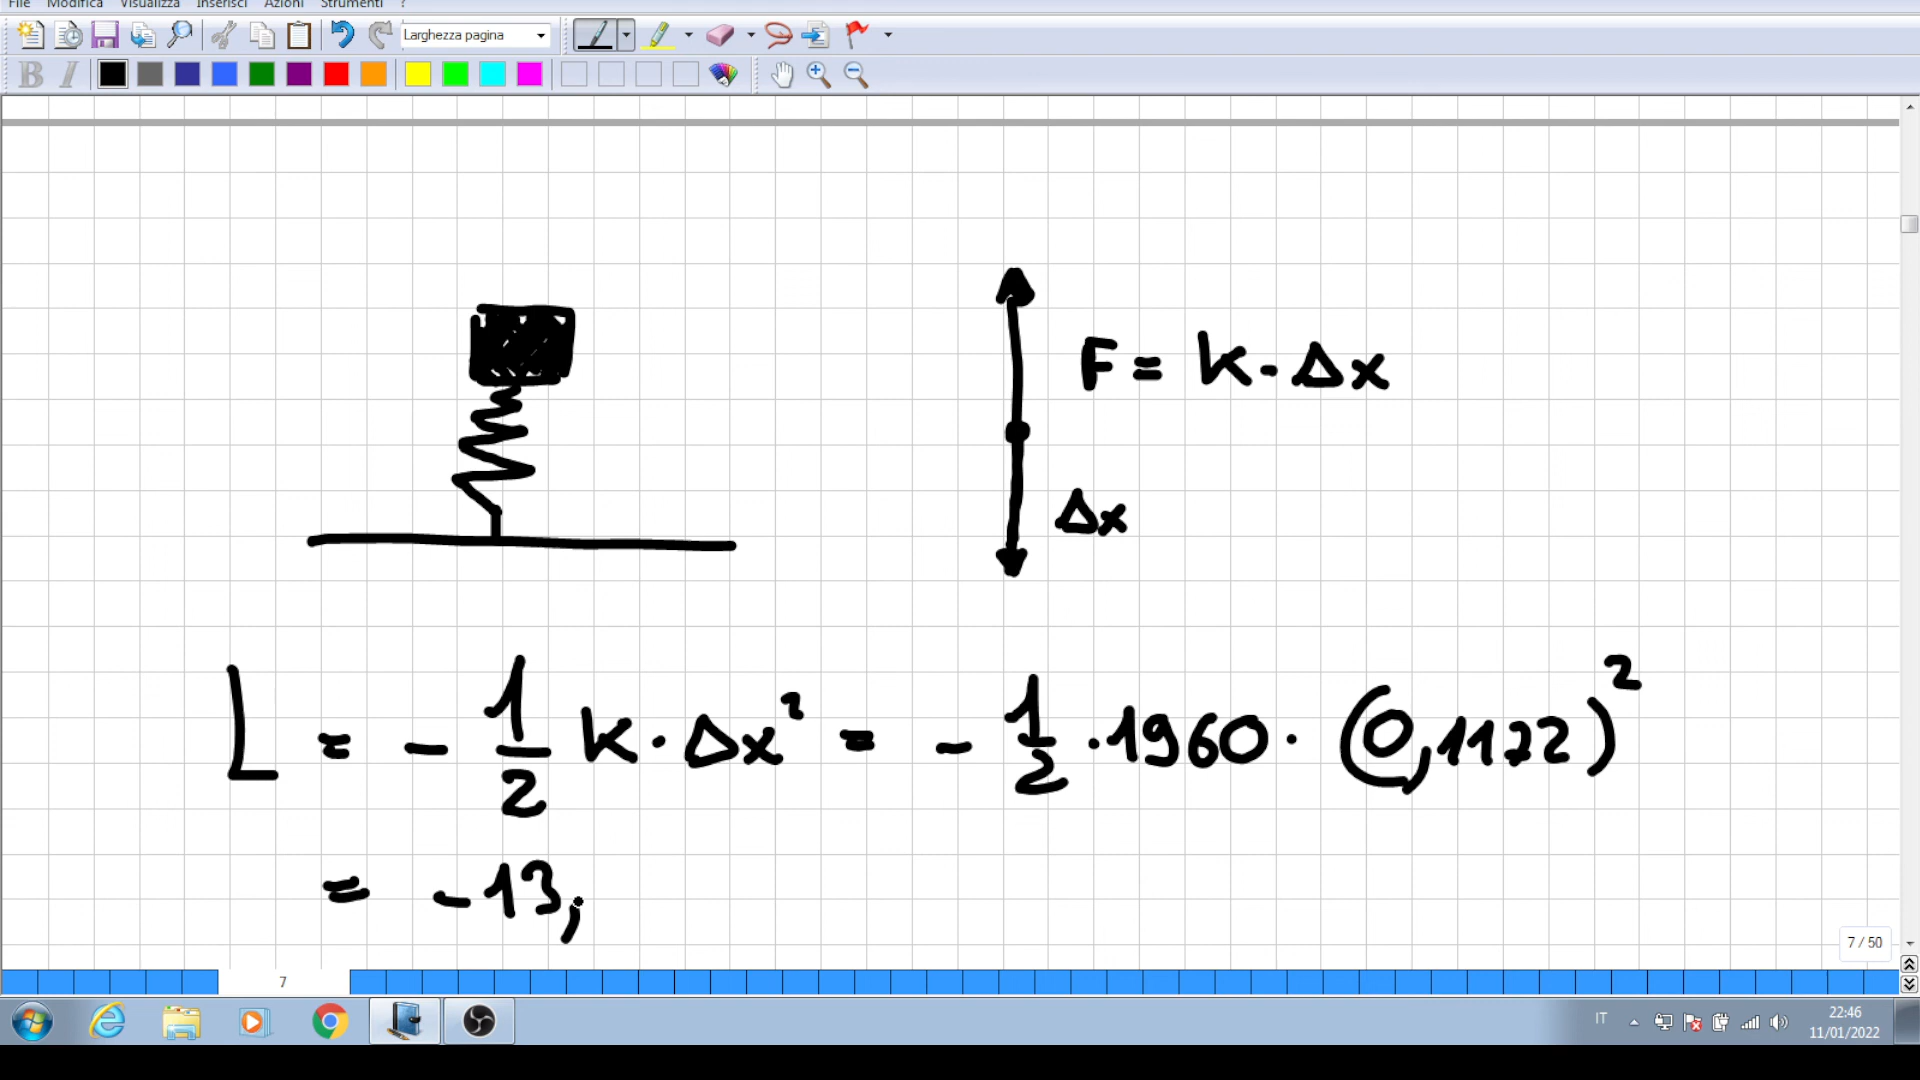 File Modifica Visualizza Inserisci Azioni Strumenti ?
Larghezza pagina
B I
F = K · Δx
Δx
L = - 1/2 K · Δx² = - 1/2 · 1960 · (0,1172)²
= -13,
7 / 50
7
IT
22:46
11/01/2022